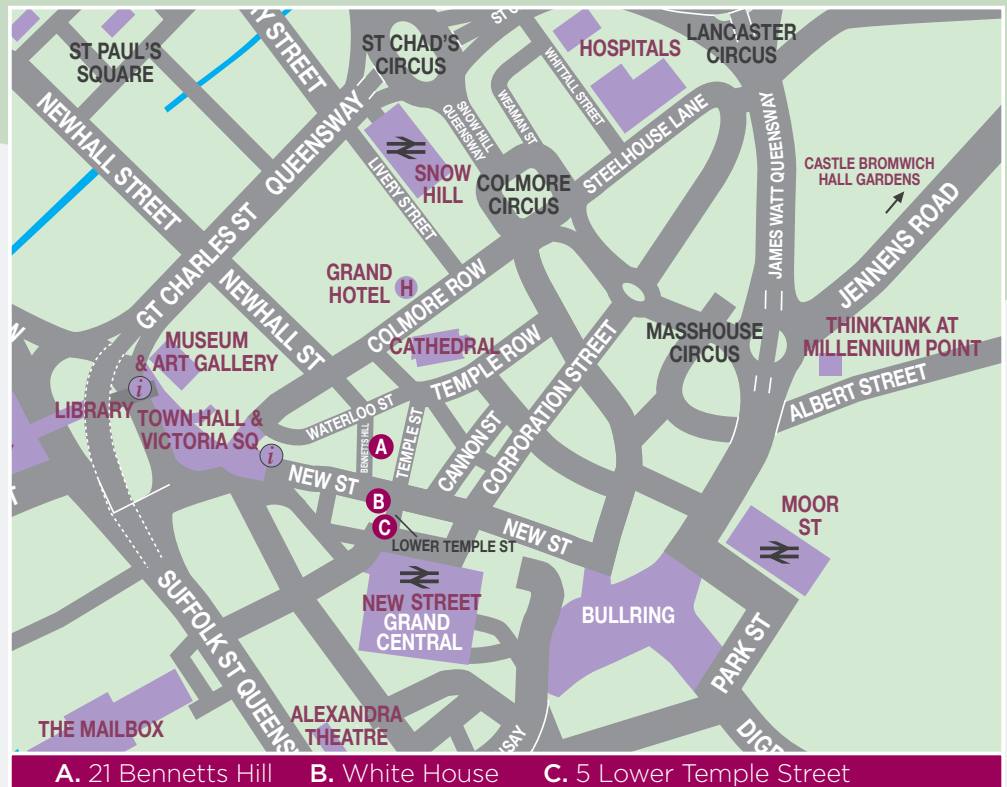 ST PAUL'S
SQUARE
ST CHAD'S
CIRCUS
HOSPITALS
LANCASTER
CIRCUS
WHITTALL STREET
NEWHALL STREET
QUEENSWAY
SNOW HILL
QUEENSWAY
WEAMAN ST
STEELHOUSE LANE
JAMES WATT QUEENSWAY
CASTLE BROMWICH
HALL GARDENS
SNOW
HILL
LIVERY STREET
COLMORE
CIRCUS
JENNENS ROAD
GT CHARLES ST
NEWHALL ST
GRAND
HOTEL
H
COLMORE ROW
MUSEUM
& ART GALLERY
CATHEDRAL
TEMPLE ROW
CORPORATION STREET
MASSHOUSE
CIRCUS
THINKTANK AT
MILLENNIUM POINT
ALBERT STREET
LIBRARY
i
TOWN HALL &
VICTORIA SQ
i
WATERLOO ST
BENNETTS HILL
A
TEMPLE ST
CANNON ST
NEW ST
B
C
LOWER TEMPLE ST
NEW ST
MOOR
ST
NEW STREET
GRAND
CENTRAL
BULLRING
PARK ST
SUFFOLK ST QUEENS
THE MAILBOX
ALEXANDRA
THEATRE
A. 21 Bennetts Hill B. White House C. 5 Lower Temple Street